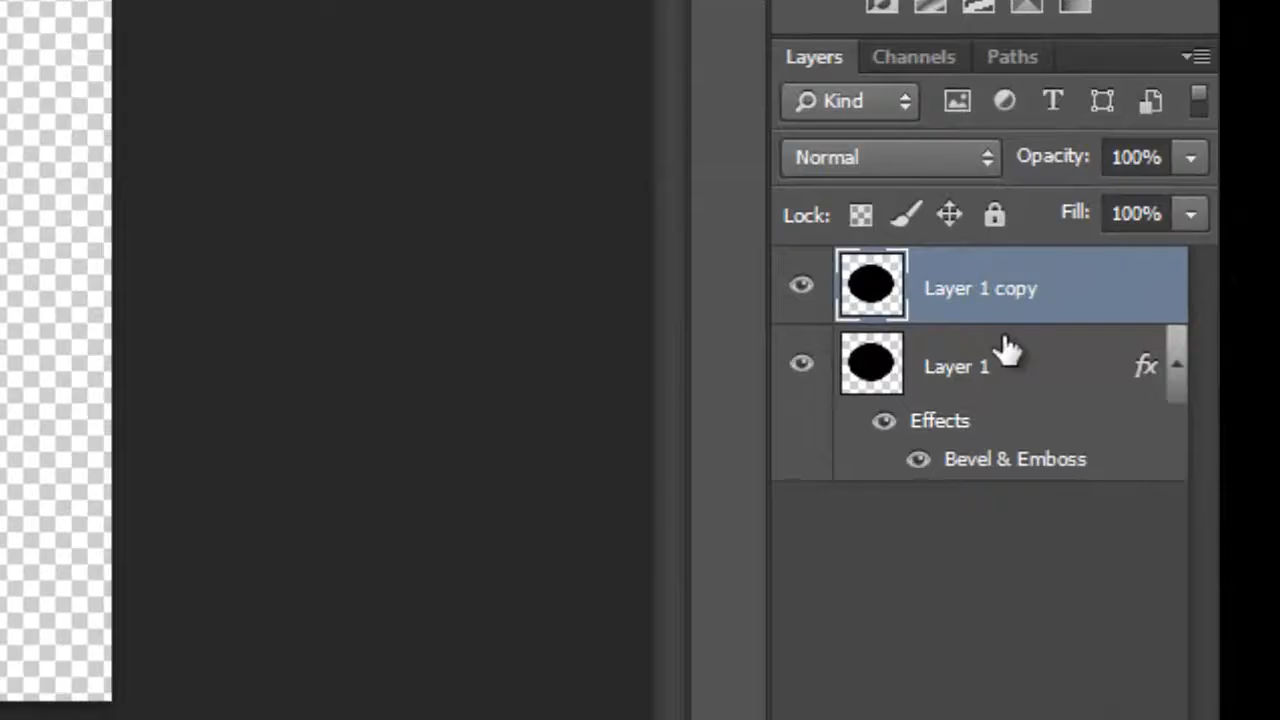 Layers Channels Paths
Kind T
Normal Opacity: 100%
Lock: Fill: 100%
Layer 1 copy
Layer 1 fx
Effects
Bevel & Emboss